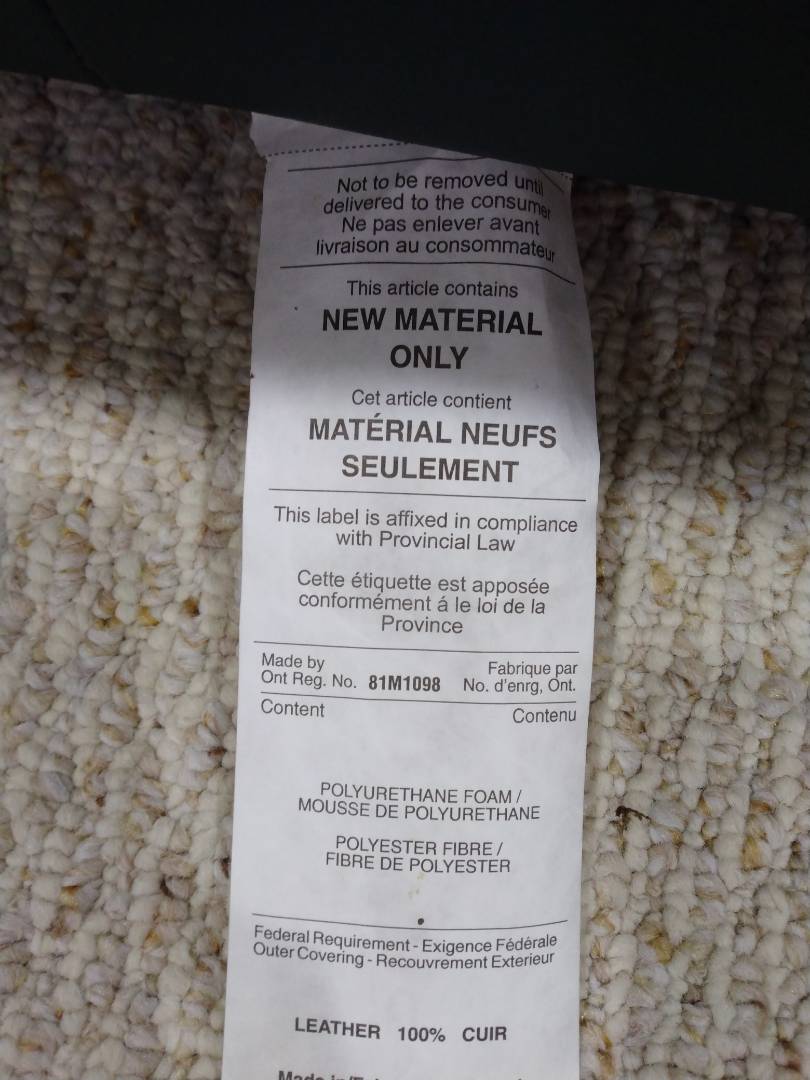 Not to be removed until
delivered to the consumer
Ne pas enlever avant
livraison au consommateur
This article contains
NEW MATERIAL
ONLY
Cet article contient
MATÉRIAL NEUFS
SEULEMENT
This label is affixed in compliance
with Provincial Law
Cette étiquette est apposée
conformément á le loi de la
Province
Made by Fabrique par
Ont Reg. No. 81M1098 No. d'enrg, Ont.
Content Contenu
POLYURETHANE FOAM /
MOUSSE DE POLYURETHANE
POLYESTER FIBRE /
FIBRE DE POLYESTER
Federal Requirement - Exigence Fédérale
Outer Covering - Recouvrement Exterieur
LEATHER 100% CUIR
Made